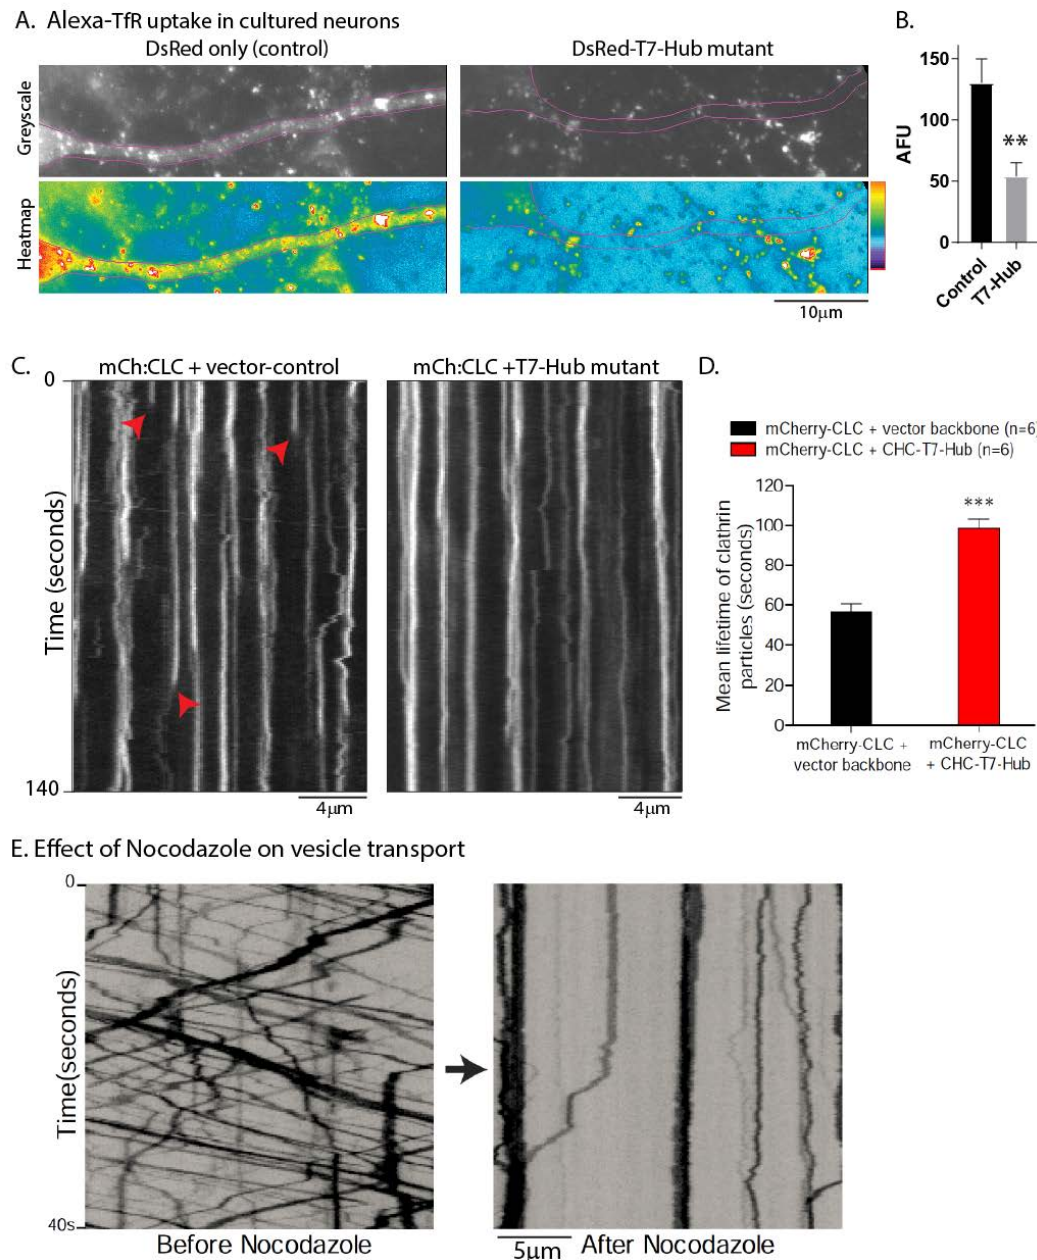 A. Alexa-TfR uptake in cultured neurons
DsRed only (control)
DsRed-T7-Hub mutant
Greyscale
Heatmap
10μm
B.
AFU
150
100
50
0
**
Control
T7-Hub
C.
mCh:CLC + vector-control
mCh:CLC +T7-Hub mutant
Time (seconds)
0
140
4μm
4μm
D.
mCherry-CLC + vector backbone (n=6)
mCherry-CLC + CHC-T7-Hub (n=6)
Mean lifetime of clathrin
particles (seconds)
120
100
80
60
40
20
0
***
mCherry-CLC +
vector backbone
mCherry-CLC
+ CHC-T7-Hub
E. Effect of Nocodazole on vesicle transport
Time(seconds)
0
40s
Before Nocodazole
5μm
After Nocodazole